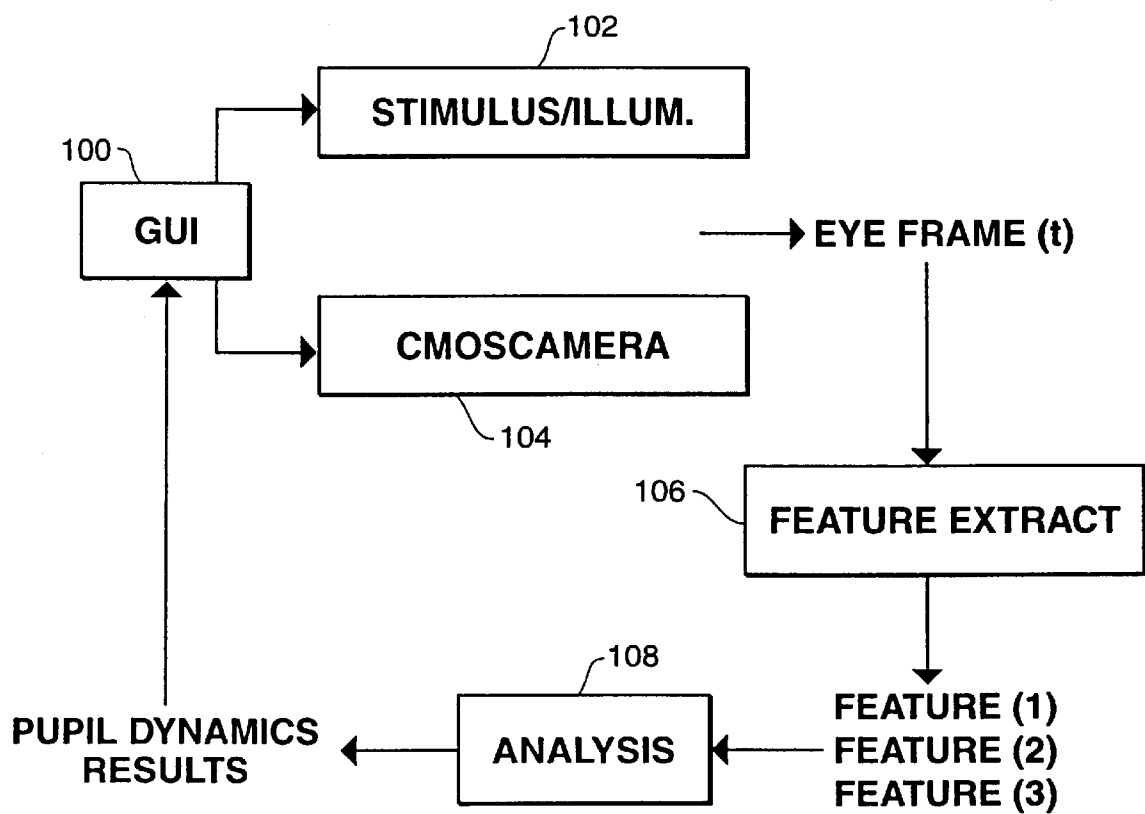 102
STIMULUS/ILLUM.
100
GUI
EYE FRAME (t)
CMOSCAMERA
104
106
FEATURE EXTRACT
108
FEATURE (1)
PUPIL DYNAMICS
ANALYSIS
FEATURE (2)
RESULTS
FEATURE (3)